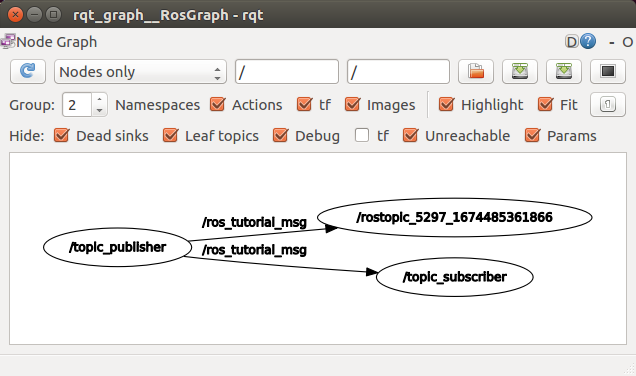 rqt_graph__RosGraph - rqt
Node Graph
D ? - O
Nodes only / /
Group: 2 Namespaces Actions tf Images Highlight Fit
Hide: Dead sinks Leaf topics Debug tf Unreachable Params
/ros_tutorial_msg
/rostopic_5297_1674485361866
/topic_publisher
/ros_tutorial_msg
/topic_subscriber